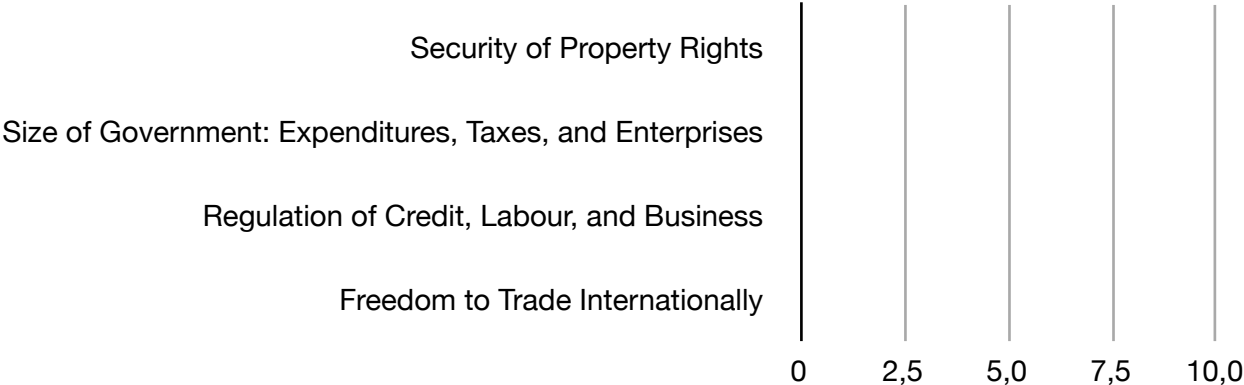 Security of Property Rights
Size of Government: Expenditures, Taxes, and Enterprises
Regulation of Credit, Labour, and Business
Freedom to Trade Internationally
0 2,5 5,0 7,5 10,0